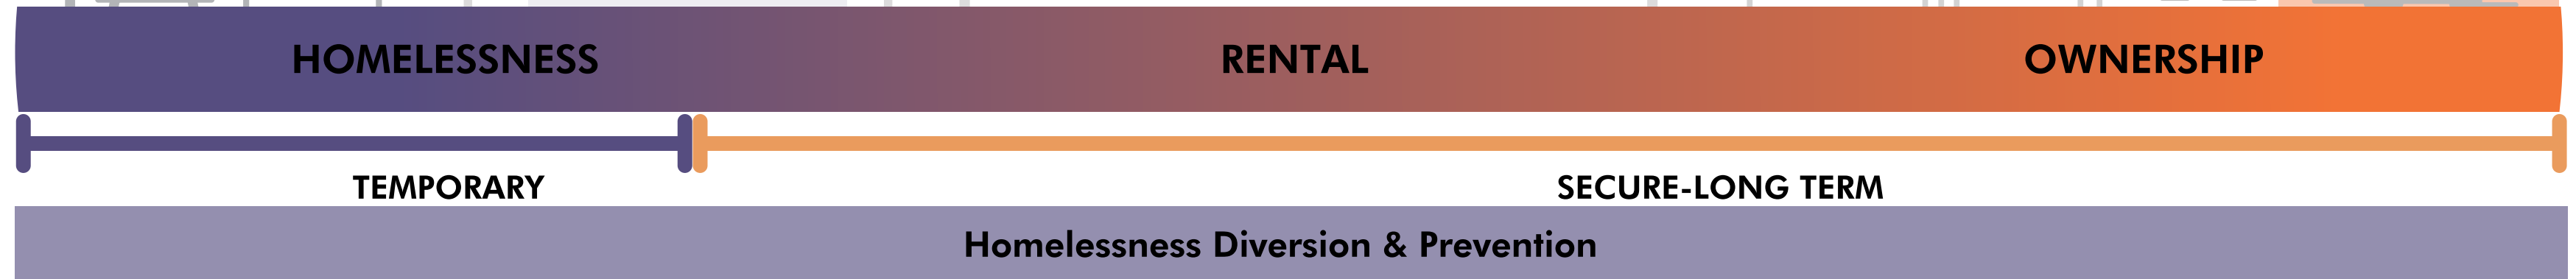 HOMELESSNESS RENTAL OWNERSHIP
TEMPORARY SECURE-LONG TERM
Homelessness Diversion & Prevention